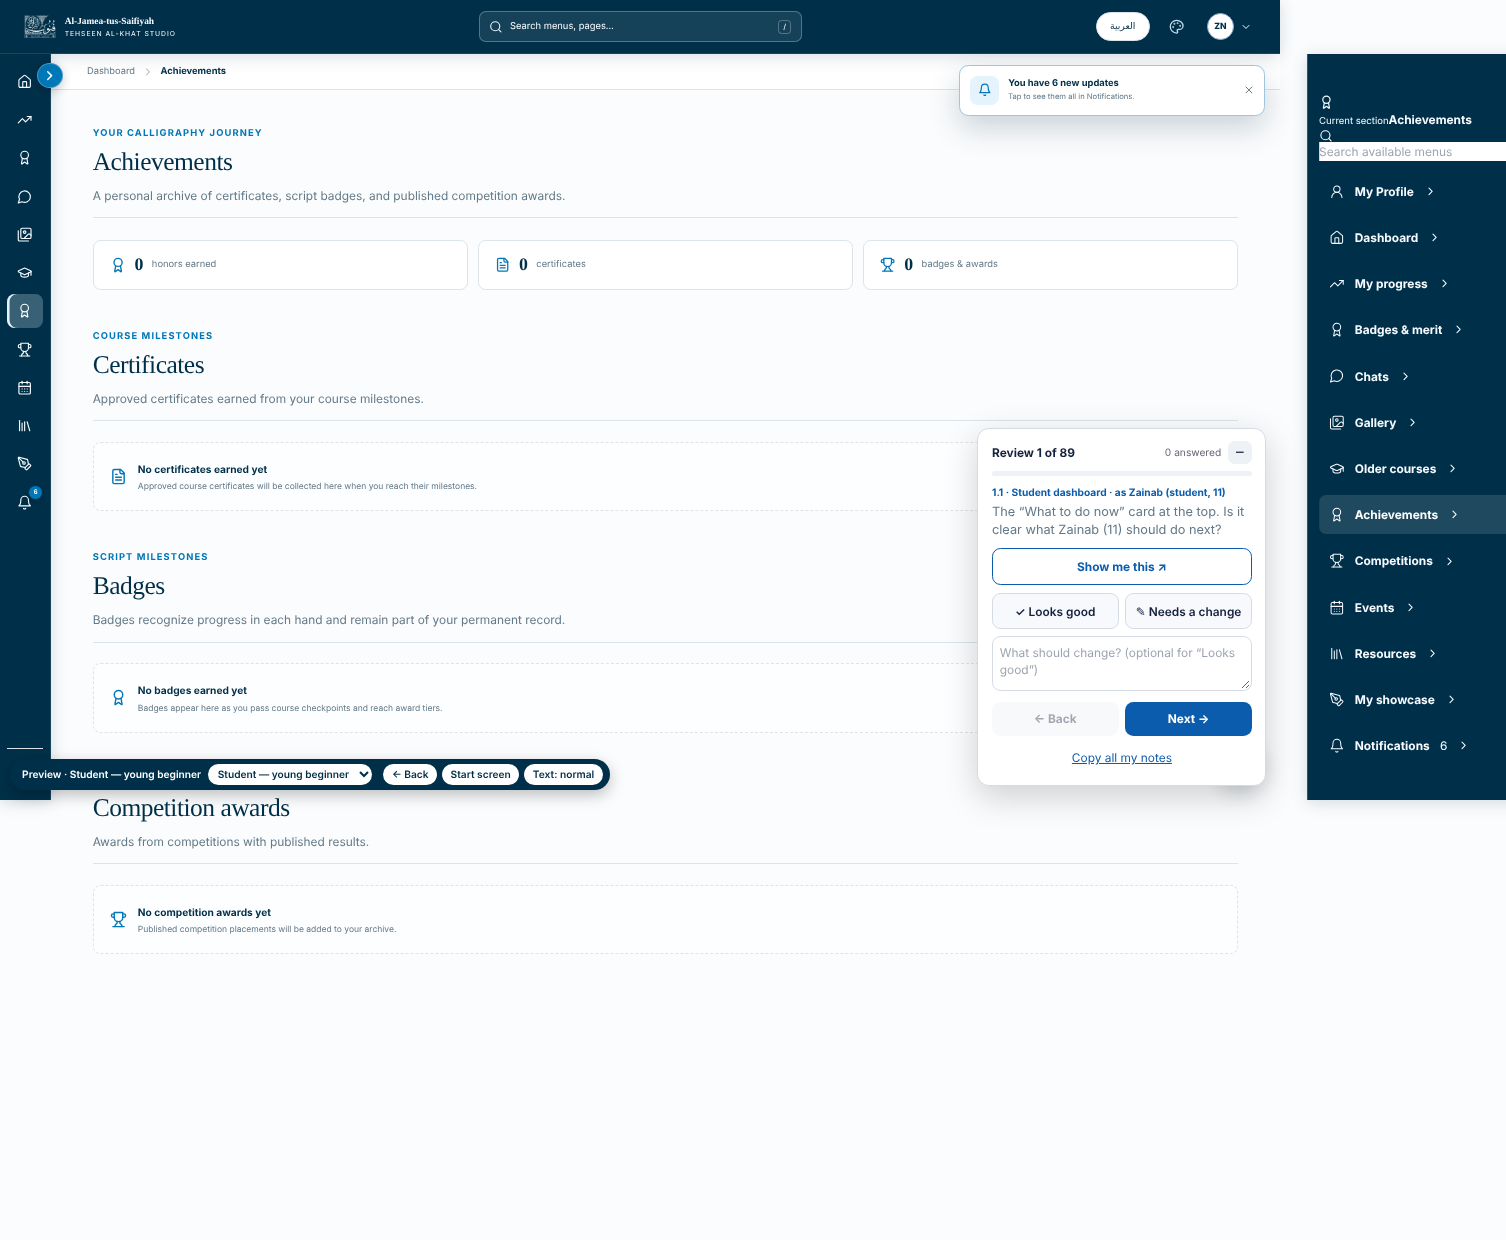 Al-Jamea-tus-Saifiyah
TEHSEEN AL-KHAT STUDIO
Search menus, pages...
/
العربية
ZN
Dashboard
Achievements
You have 6 new updates
Tap to see them all in Notifications.
YOUR CALLIGRAPHY JOURNEY
Achievements
A personal archive of certificates, script badges, and published competition awards.
0 honors earned
0 certificates
0 badges & awards
COURSE MILESTONES
Certificates
Approved certificates earned from your course milestones.
No certificates earned yet
Approved course certificates will be collected here when you reach their milestones.
SCRIPT MILESTONES
Badges
Badges recognize progress in each hand and remain part of your permanent record.
No badges earned yet
Badges appear here as you pass course checkpoints and reach award tiers.
6
Preview · Student — young beginner
Student — young beginner
← Back
Start screen
Text: normal
Competition awards
Awards from competitions with published results.
No competition awards yet
Published competition placements will be added to your archive.
Review 1 of 89
0 answered
1.1 · Student dashboard · as Zainab (student, 11)
The “What to do now” card at the top. Is it
clear what Zainab (11) should do next?
Show me this ↗
✓ Looks good
✎ Needs a change
What should change? (optional for “Looks
good”)
← Back
Next →
Copy all my notes
Current sectionAchievements
Search available menus
My Profile
Dashboard
My progress
Badges & merit
Chats
Gallery
Older courses
Achievements
Competitions
Events
Resources
My showcase
Notifications 6